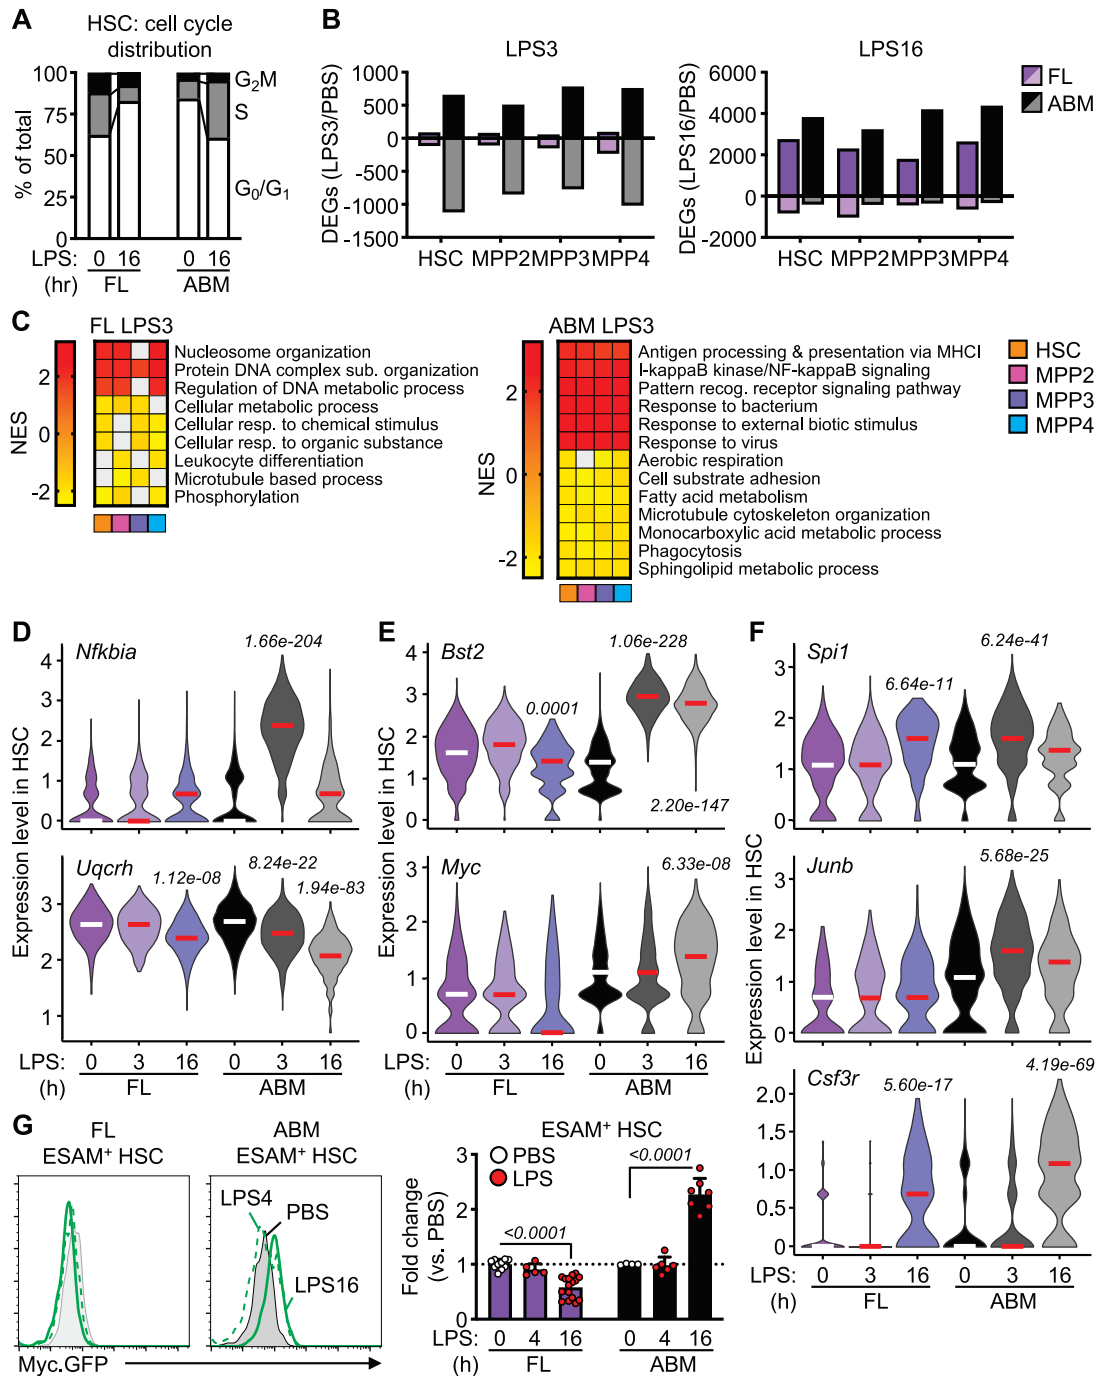 A
HSC: cell cycle
distribution
100
75
50
25
0
% of total
G2M
S
G0/G1
LPS: 0 16 0 16
(hr) FL ABM
B
LPS3
1000
500
0
-500
-1000
-1500
DEGs (LPS3/PBS)
HSC MPP2 MPP3 MPP4
LPS16
6000
4000
2000
0
-2000
DEGs (LPS16/PBS)
HSC MPP2 MPP3 MPP4
FL
ABM
C
FL LPS3
2
0
-2
NES
Nucleosome organization
Protein DNA complex sub. organization
Regulation of DNA metabolic process
Cellular metabolic process
Cellular resp. to chemical stimulus
Cellular resp. to organic substance
Leukocyte differentiation
Microtubule based process
Phosphorylation
ABM LPS3
2
0
-2
NES
Antigen processing & presentation via MHCI
I-kappaB kinase/NF-kappaB signaling
Pattern recog. receptor signaling pathway
Response to bacterium
Response to external biotic stimulus
Response to virus
Aerobic respiration
Cell substrate adhesion
Fatty acid metabolism
Microtubule cytoskeleton organization
Monocarboxylic acid metabolic process
Phagocytosis
Sphingolipid metabolic process
HSC
MPP2
MPP3
MPP4
D
Expression level in HSC
Nfkbia
1.66e-204
4
3
2
1
0
Uqcrh
1.12e-08
8.24e-22
1.94e-83
3
2
1
LPS: 0 3 16 0 3 16
(h) FL ABM
E
Expression level in HSC
Bst2
0.0001
1.06e-228
2.20e-147
4
3
2
1
0
Myc
6.33e-08
3
2
1
0
LPS: 0 3 16 0 3 16
(h) FL ABM
F
Expression level in HSC
Spi1
6.64e-11
6.24e-41
3
2
1
0
Junb
5.68e-25
3
2
1
0
Csf3r
5.60e-17
4.19e-69
2.0
1.5
1.0
0.5
0
LPS: 0 3 16 0 3 16
(h) FL ABM
G
FL
ESAM+ HSC
ABM
ESAM+ HSC
LPS4
PBS
LPS16
Myc.GFP
ESAM+ HSC
PBS
LPS
<0.0001
<0.0001
3
2
1
0
Fold change
(vs. PBS)
LPS: 0 4 16 0 4 16
(h) FL ABM